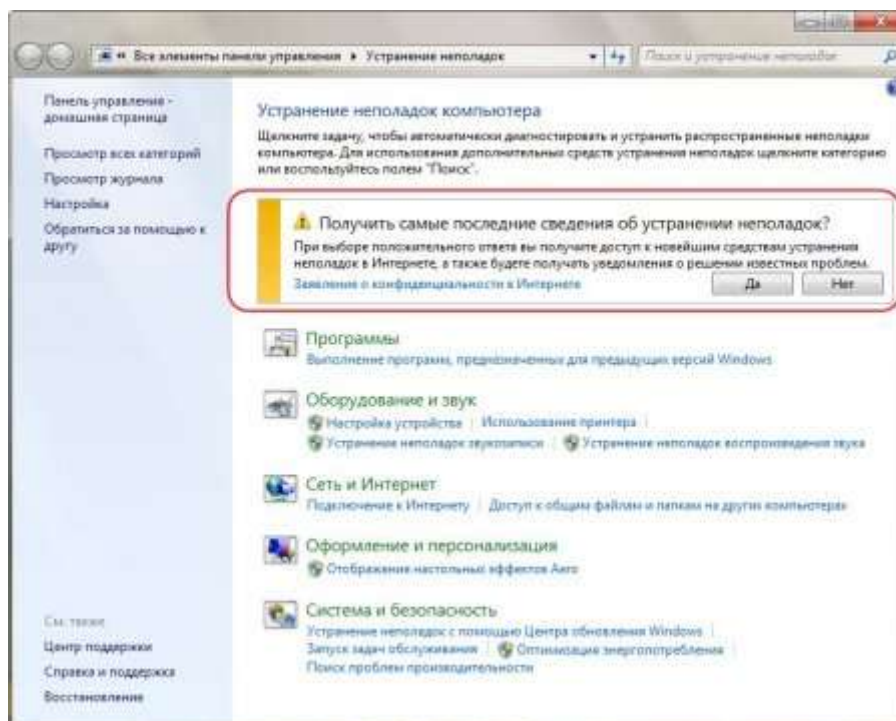 « Все элементы панели управления ▸ Устранение неполадок
Поиск и устранение неполадок
Панель управления -
домашняя страница
Просмотр всех категорий
Просмотр журнала
Настройка
Обратиться за помощью к
другу
Устранение неполадок компьютера
Щелкните задачу, чтобы автоматически диагностировать и устранить распространенные неполадки
компьютера. Для использования дополнительных средств устранения неполадок щелкните категорию
или воспользуйтесь полем "Поиск".
Получить самые последние сведения об устранении неполадок?
При выборе положительного ответа вы получите доступ к новейшим средствам устранения
неполадок в Интернете, а также будете получать уведомления о решении известных проблем.
Заявление о конфиденциальности в Интернете
Да Нет
Программы
Выполнение программ, предназначенных для предыдущих версий Windows
Оборудование и звук
Настройка устройства | Использование принтера |
Устранение неполадок звукозаписи | Устранение неполадок воспроизведения звука
Сеть и Интернет
Подключение к Интернету | Доступ к общим файлам и папкам на других компьютерах
Оформление и персонализация
Отображение настольных эффектов Aero
Система и безопасность
Устранение неполадок с помощью Центра обновления Windows |
Запуск задач обслуживания | Оптимизация энергопотребления |
Поиск проблем производительности
См. также
Центр поддержки
Справка и поддержка
Восстановление